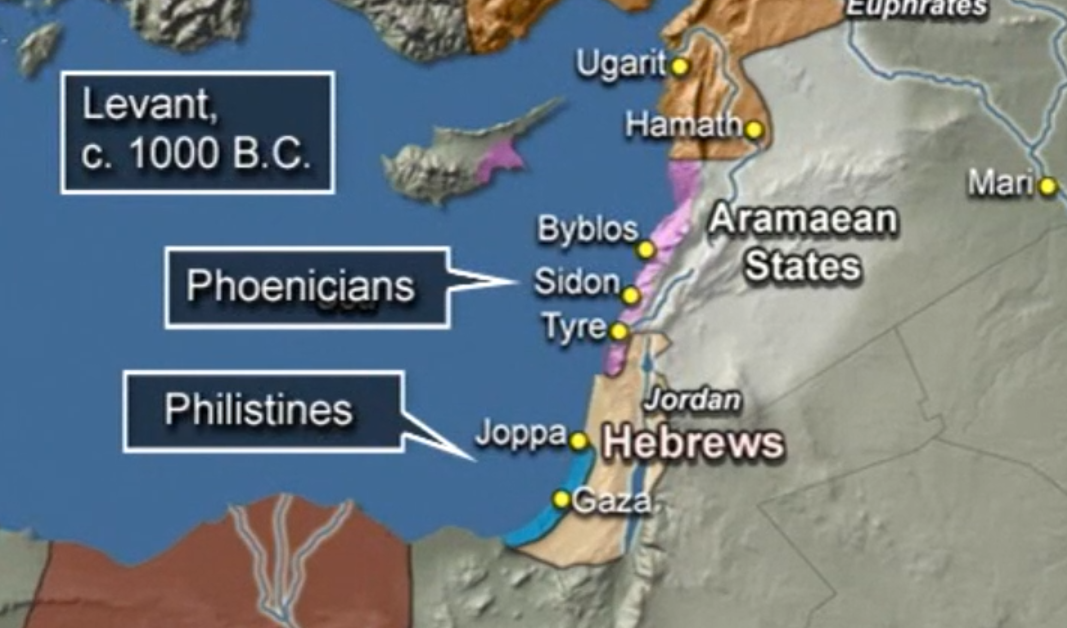 Euphrates
Ugarit
Levant,
c. 1000 B.C.
Hamath
Mari
Byblos
Aramaean
States
Phoenicians
Sidon
Tyre
Philistines
Jordan
Joppa
Hebrews
Gaza